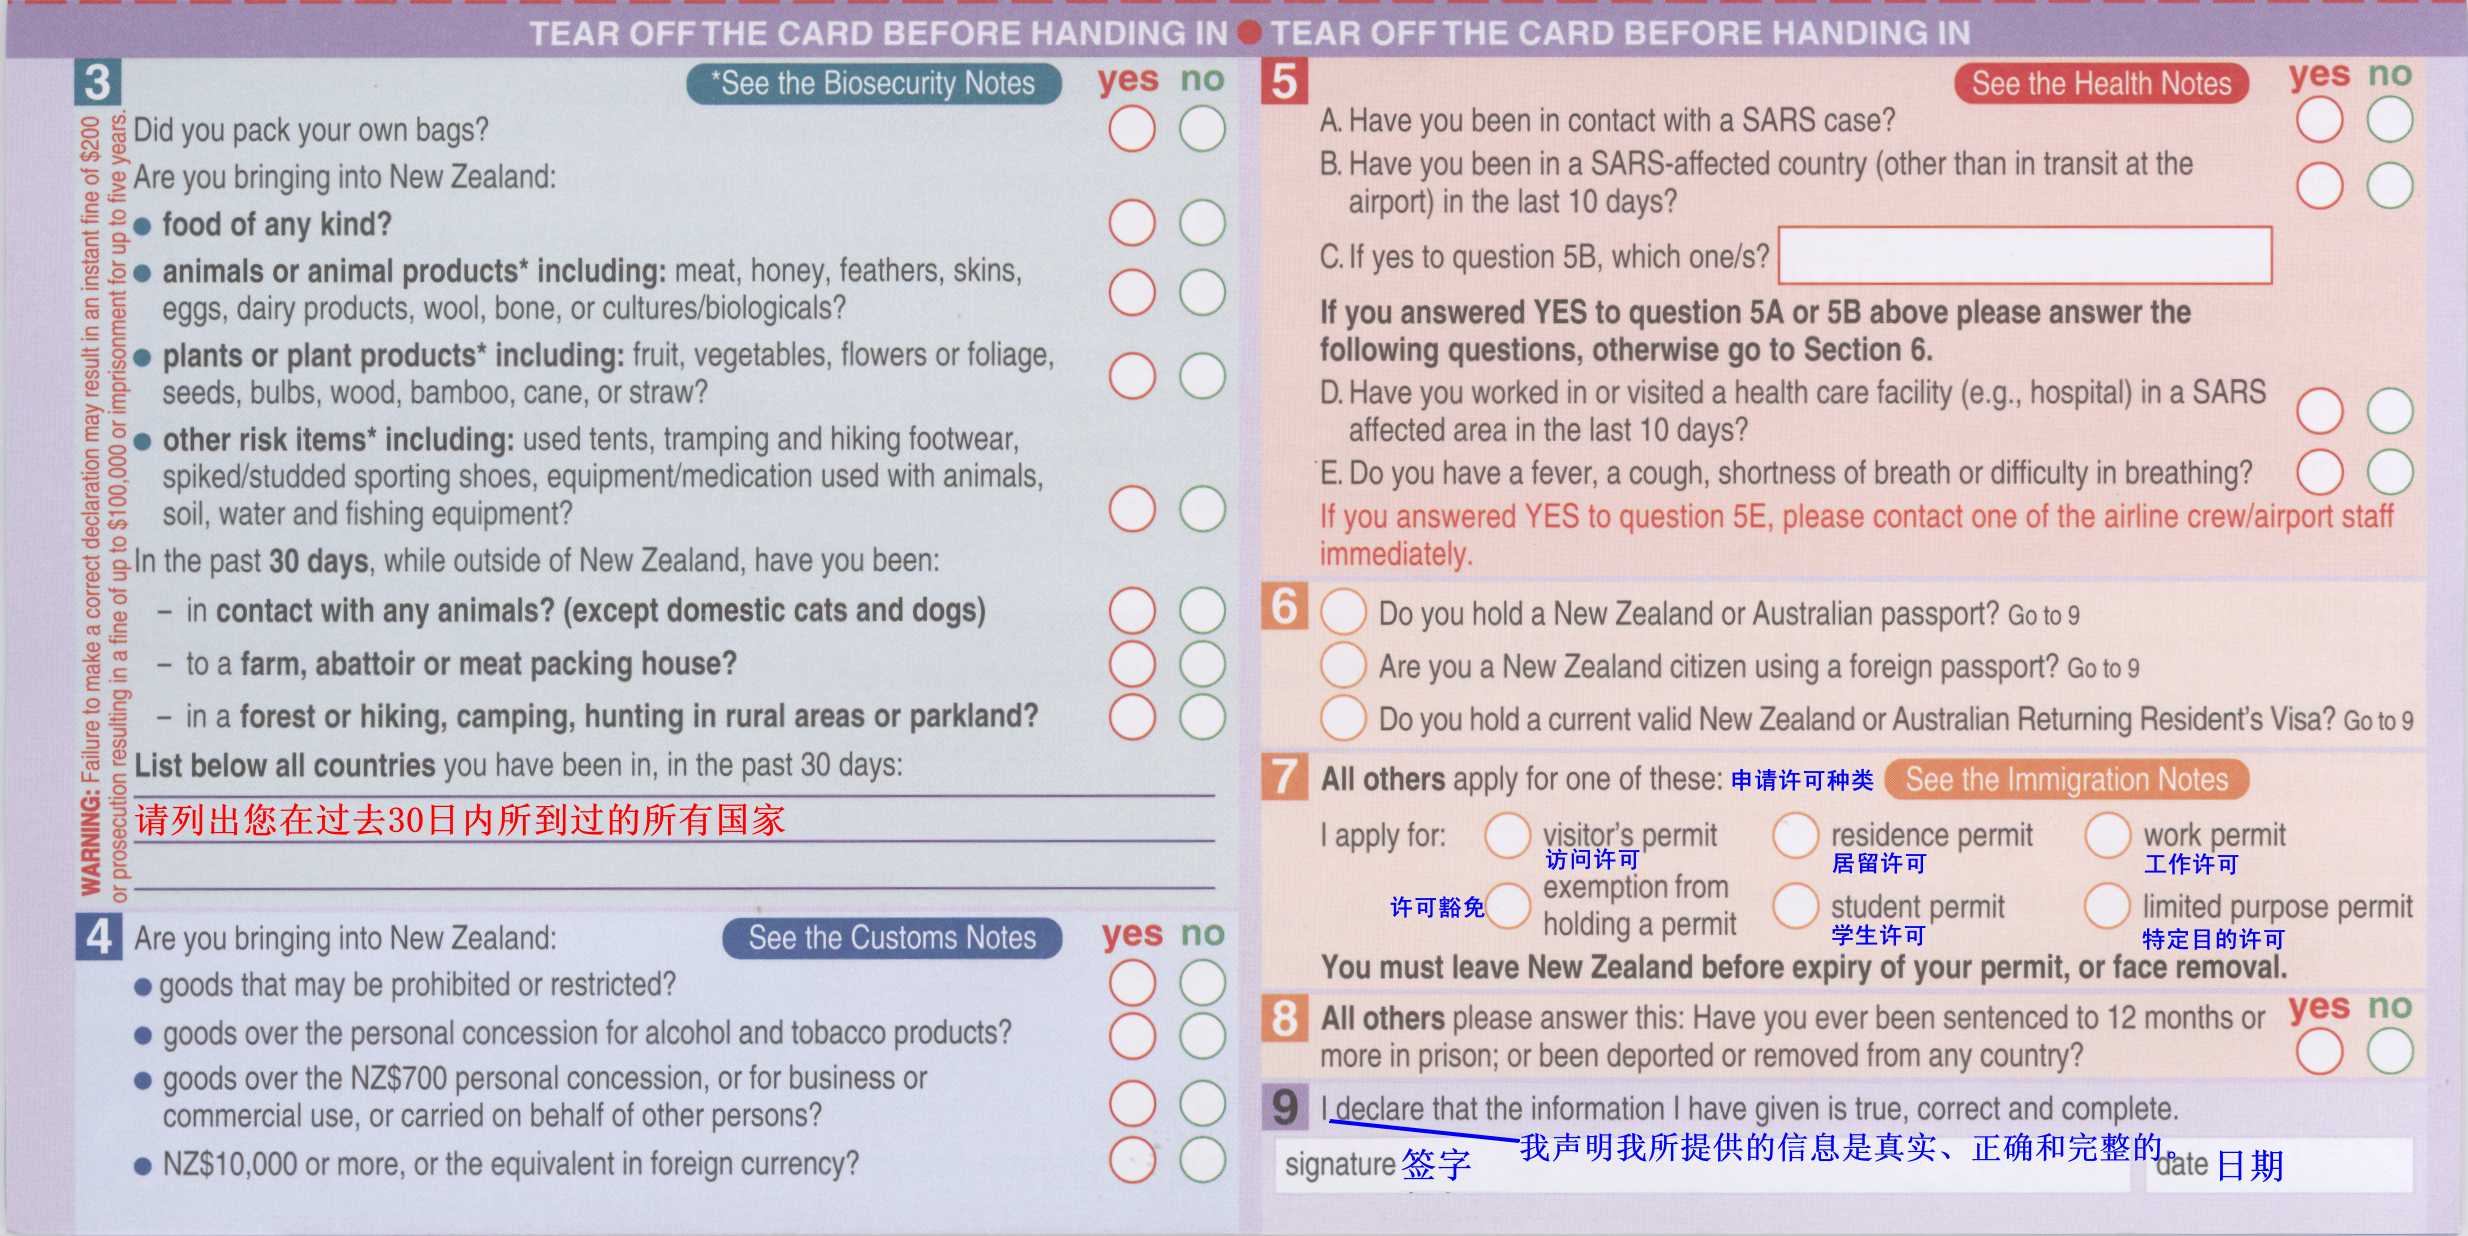 TEAR OFF THE CARD BEFORE HANDING IN ● TEAR OFF THE CARD BEFORE HANDING IN
3 *See the Biosecurity Notes yes no
WARNING: Failure to make a correct declaration may result in an instant fine of $200
or prosecution resulting in a fine of up to $100,000 or imprisonment for up to five years.
Did you pack your own bags?
Are you bringing into New Zealand:
● food of any kind?
● animals or animal products* including: meat, honey, feathers, skins,
eggs, dairy products, wool, bone, or cultures/biologicals?
● plants or plant products* including: fruit, vegetables, flowers or foliage,
seeds, bulbs, wood, bamboo, cane, or straw?
● other risk items* including: used tents, tramping and hiking footwear,
spiked/studded sporting shoes, equipment/medication used with animals,
soil, water and fishing equipment?
In the past 30 days, while outside of New Zealand, have you been:
– in contact with any animals? (except domestic cats and dogs)
– to a farm, abattoir or meat packing house?
– in a forest or hiking, camping, hunting in rural areas or parkland?
List below all countries you have been in, in the past 30 days:
请列出您在过去30日内所到过的所有国家
4 Are you bringing into New Zealand: See the Customs Notes yes no
● goods that may be prohibited or restricted?
● goods over the personal concession for alcohol and tobacco products?
● goods over the NZ$700 personal concession, or for business or
commercial use, or carried on behalf of other persons?
● NZ$10,000 or more, or the equivalent in foreign currency?
5 See the Health Notes yes no
A. Have you been in contact with a SARS case?
B. Have you been in a SARS-affected country (other than in transit at the
airport) in the last 10 days?
C. If yes to question 5B, which one/s?
If you answered YES to question 5A or 5B above please answer the
following questions, otherwise go to Section 6.
D. Have you worked in or visited a health care facility (e.g., hospital) in a SARS
affected area in the last 10 days?
E. Do you have a fever, a cough, shortness of breath or difficulty in breathing?
If you answered YES to question 5E, please contact one of the airline crew/airport staff
immediately.
6 Do you hold a New Zealand or Australian passport? Go to 9
Are you a New Zealand citizen using a foreign passport? Go to 9
Do you hold a current valid New Zealand or Australian Returning Resident's Visa? Go to 9
7 All others apply for one of these: 申请许可种类 See the Immigration Notes
I apply for: visitor's permit residence permit work permit
访问许可 居留许可 工作许可
许可豁免 exemption from
holding a permit student permit limited purpose permit
学生许可 特定目的许可
You must leave New Zealand before expiry of your permit, or face removal.
8 All others please answer this: Have you ever been sentenced to 12 months or yes no
more in prison; or been deported or removed from any country?
9 I declare that the information I have given is true, correct and complete.
我声明我所提供的信息是真实、正确和完整的。
signature 签字 date 日期